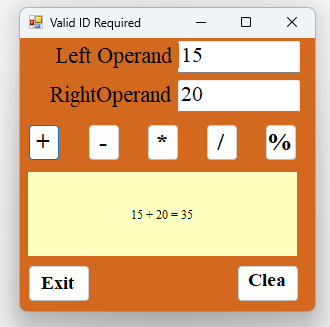 Valid ID Required
Left Operand 15
RightOperand 20
+ - * / %
15 + 20 = 35
Exit Clea